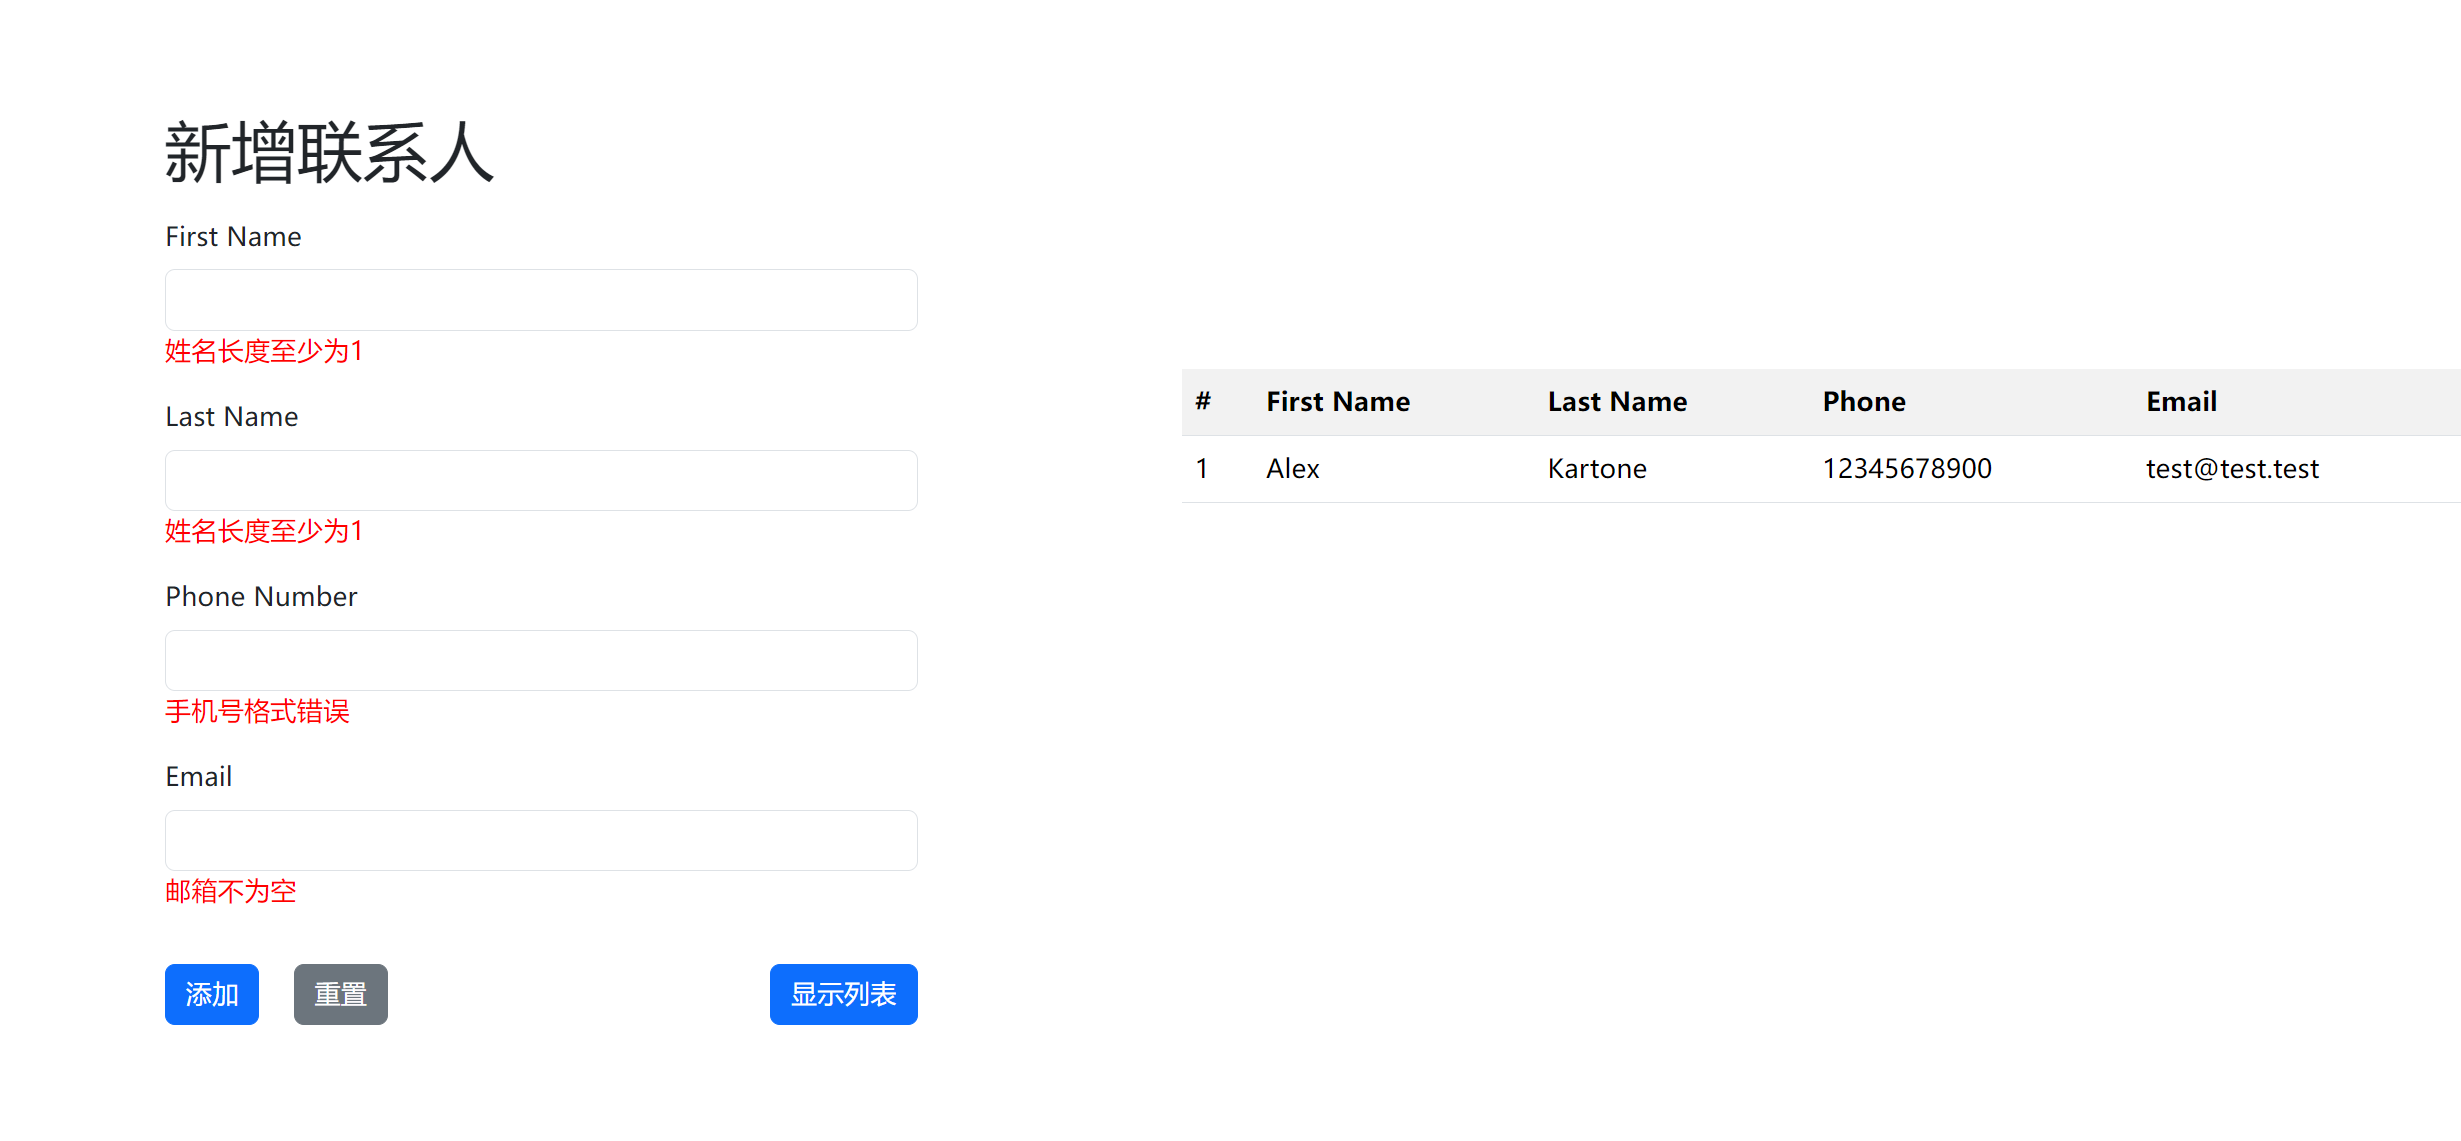 新增联系人
First Name
姓名长度至少为1
Last Name
姓名长度至少为1
Phone Number
手机号格式错误
Email
邮箱不为空
添加 重置 显示列表
# First Name Last Name Phone Email
1 Alex Kartone 12345678900 test@test.test